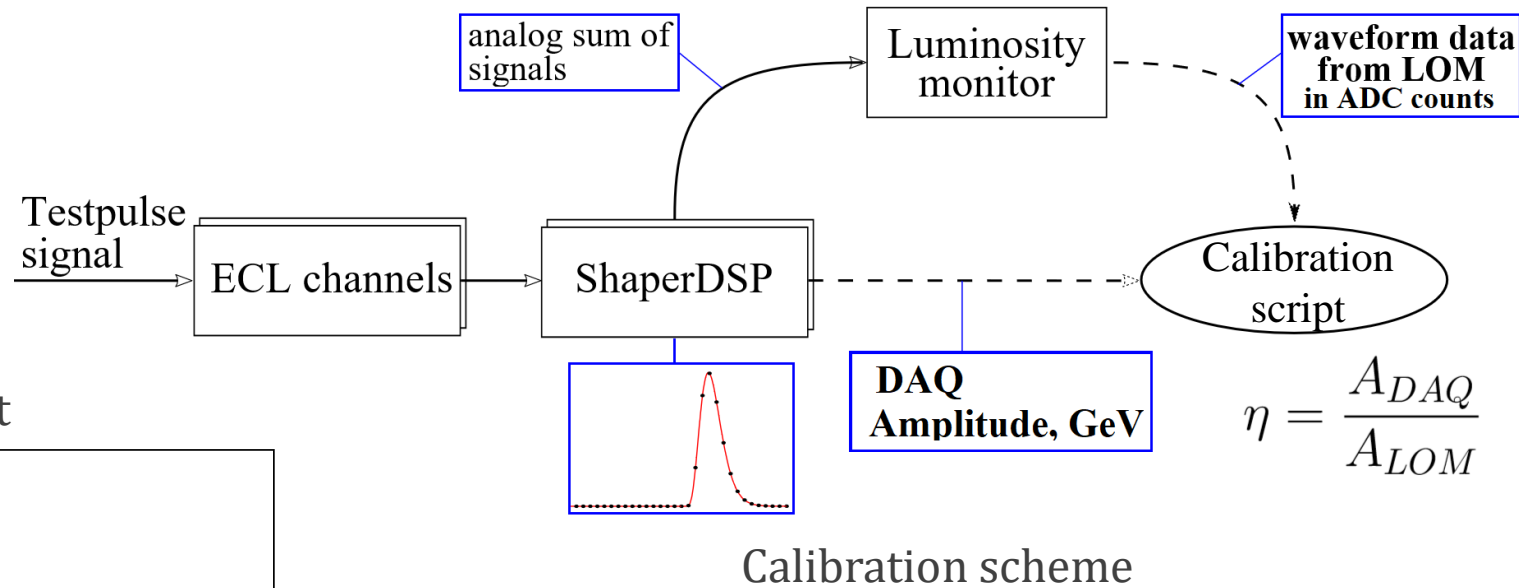 analog sum of
signals
Luminosity
monitor
waveform data
from LOM
in ADC counts
Testpulse
signal
ECL channels
ShaperDSP
Calibration
script
DAQ
Amplitude, GeV
η = A_DAQ / A_LOM
Calibration scheme